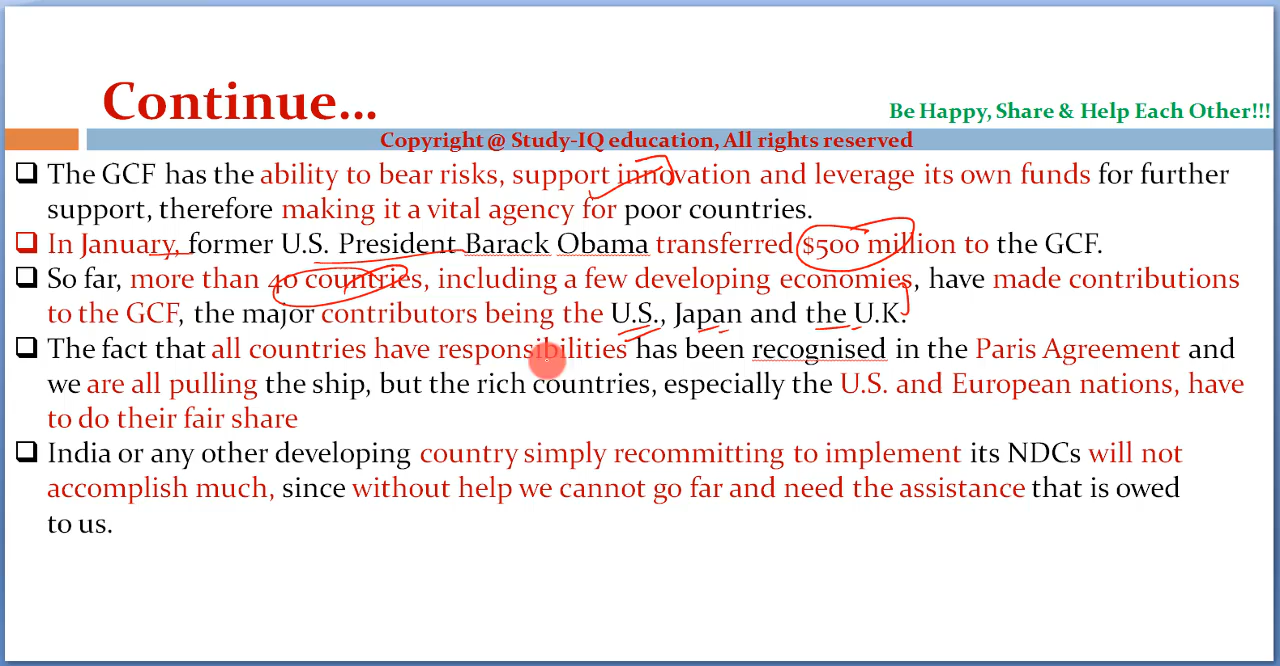 Continue...
Be Happy, Share & Help Each Other!!!
Copyright @ Study-IQ education, All rights reserved
❑ The GCF has the ability to bear risks, support innovation and leverage its own funds for further
support, therefore making it a vital agency for poor countries.
❑ In January, former U.S. President Barack Obama transferred $500 million to the GCF.
❑ So far, more than 40 countries, including a few developing economies, have made contributions
to the GCF, the major contributors being the U.S., Japan and the U.K.
❑ The fact that all countries have responsibilities has been recognised in the Paris Agreement and
we are all pulling the ship, but the rich countries, especially the U.S. and European nations, have
to do their fair share
❑ India or any other developing country simply recommitting to implement its NDCs will not
accomplish much, since without help we cannot go far and need the assistance that is owed
to us.